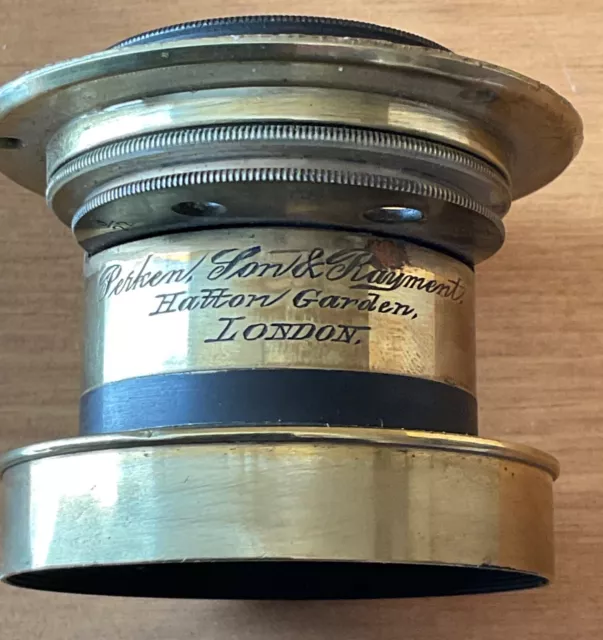 Perken, Son & Rayment,
Hatton Garden,
LONDON.